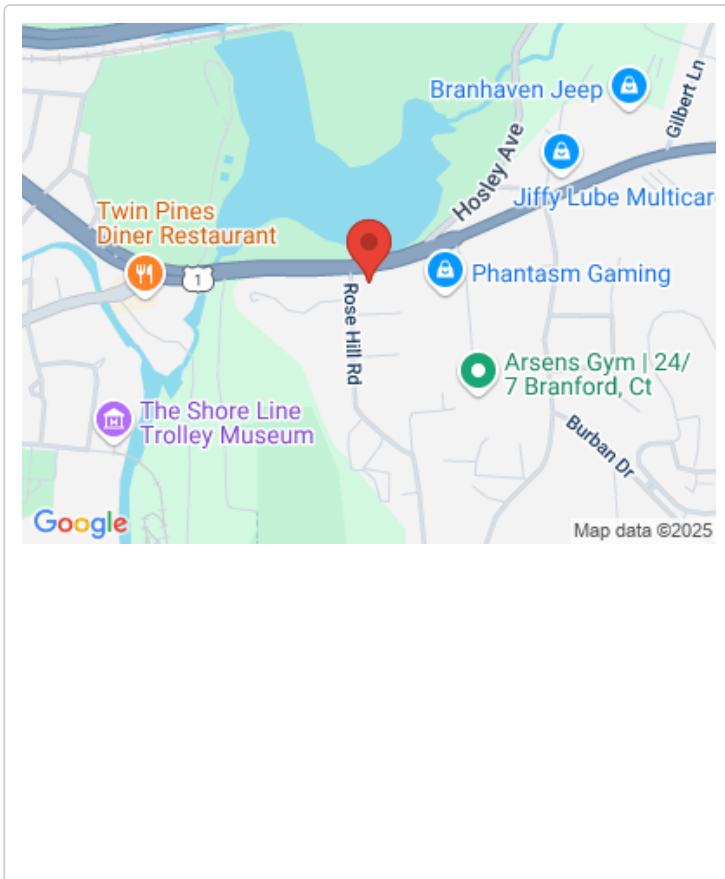 Branhaven Jeep
Gilbert Ln
Hosley Ave
Jiffy Lube Multicar
Twin Pines
Diner Restaurant
1
Phantasm Gaming
Rose Hill Rd
Arsens Gym | 24/
7 Branford, Ct
The Shore Line
Trolley Museum
Burban Dr
Google
Map data ©2025